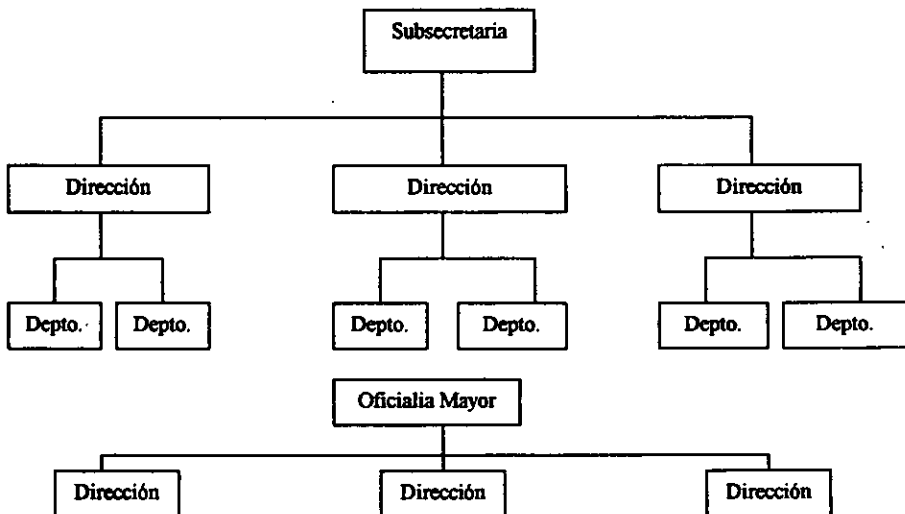 Subsecretaria
Dirección Dirección Dirección
Depto. Depto. Depto. Depto. Depto. Depto.
Oficialia Mayor
Dirección Dirección Dirección